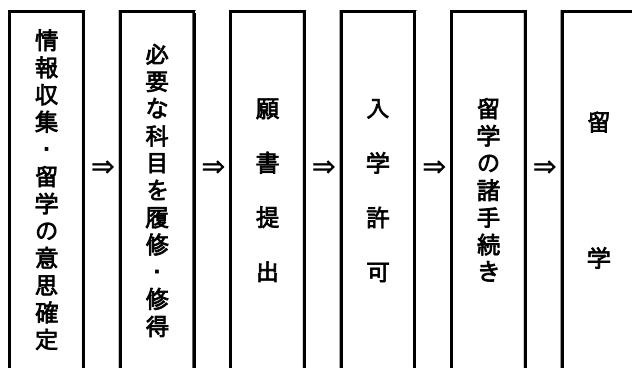 情報収集・留学の意思確定
⇒
必要な科目を履修・修得
⇒
願書提出
⇒
入学許可
⇒
留学の諸手続き
⇒
留学